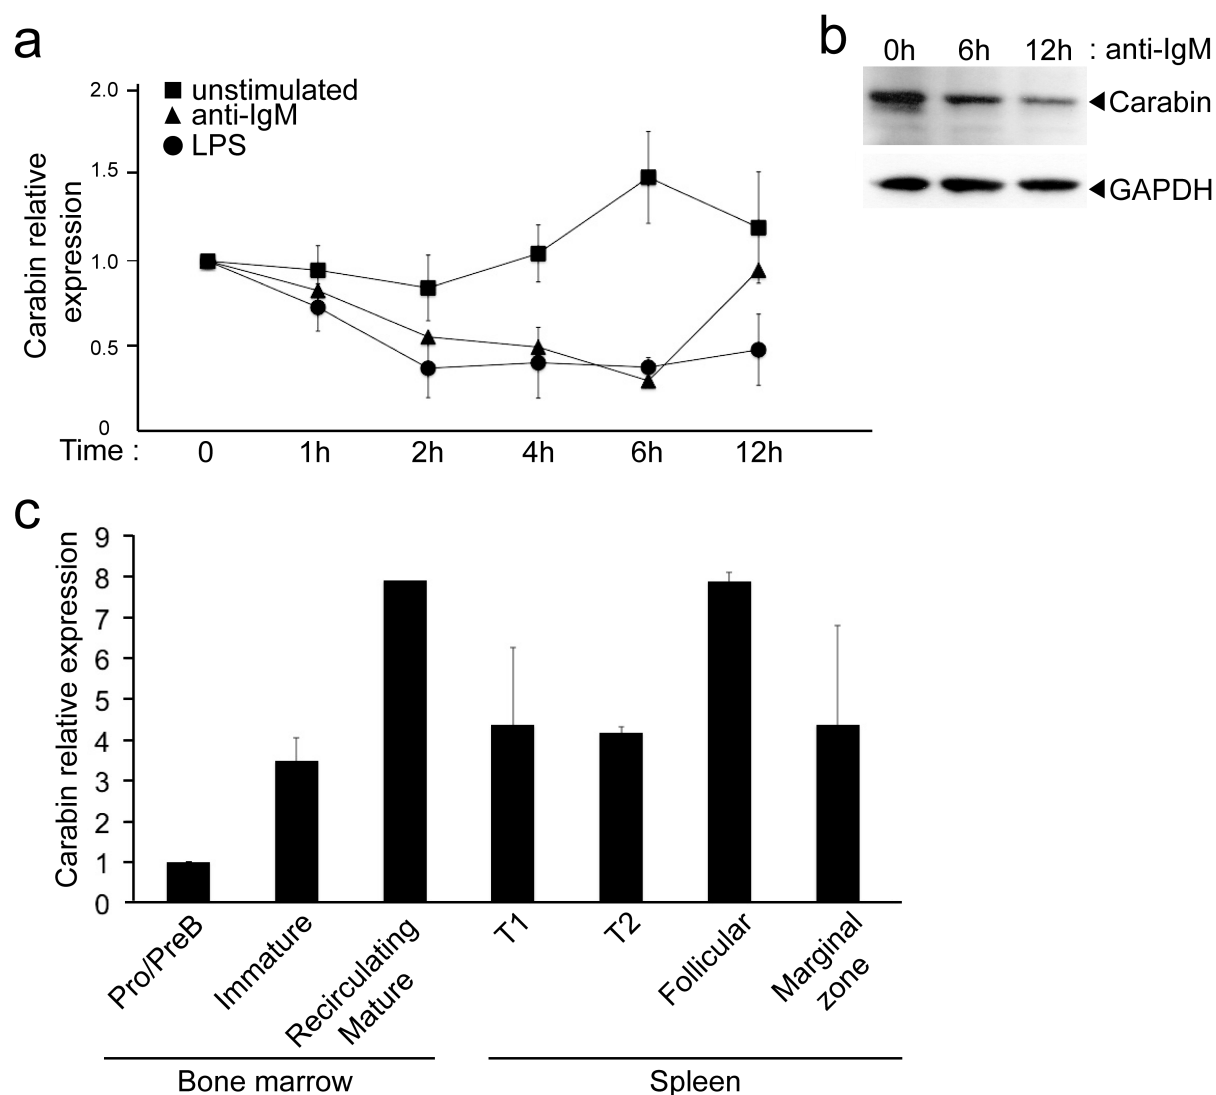 a
2.0
1.5
1.0
0.5
0
Carabin relative
expression
unstimulated
anti-IgM
LPS
Time :
0
1h
2h
4h
6h
12h
b
0h 6h 12h : anti-IgM
Carabin
GAPDH
c
9
8
7
6
5
4
3
2
1
0
Carabin relative expression
Pro/PreB
Immature
Recirculating
Mature
T1
T2
Follicular
Marginal
zone
Bone marrow
Spleen